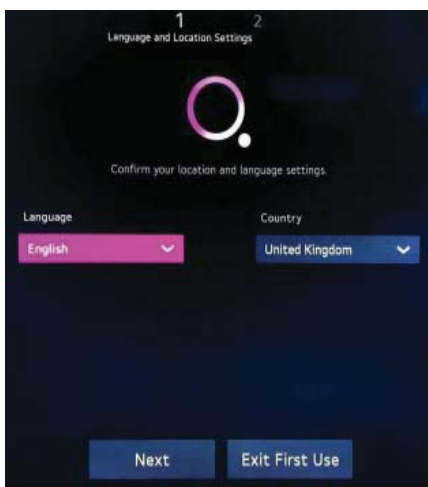 1 2
Language and Location Settings
Confirm your location and language settings.
Language Country
English United Kingdom
Next Exit First Use